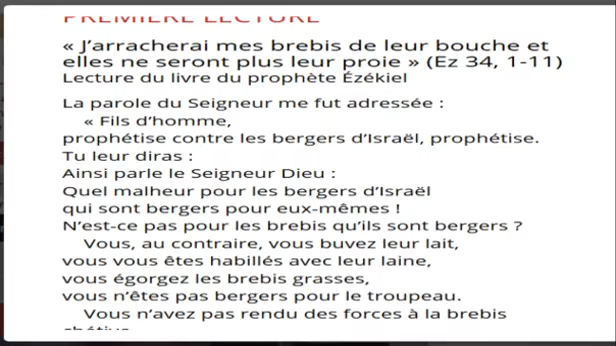 PREMIÈRE LECTURE
« J’arracherai mes brebis de leur bouche et
elles ne seront plus leur proie » (Ez 34, 1-11)
Lecture du livre du prophète Ézékiel
La parole du Seigneur me fut adressée :
« Fils d’homme,
prophétise contre les bergers d’Israël, prophétise.
Tu leur diras :
Ainsi parle le Seigneur Dieu :
Quel malheur pour les bergers d’Israël
qui sont bergers pour eux-mêmes !
N’est-ce pas pour les brebis qu’ils sont bergers ?
Vous, au contraire, vous buvez leur lait,
vous vous êtes habillés avec leur laine,
vous égorgez les brebis grasses,
vous n’êtes pas bergers pour le troupeau.
Vous n’avez pas rendu des forces à la brebis